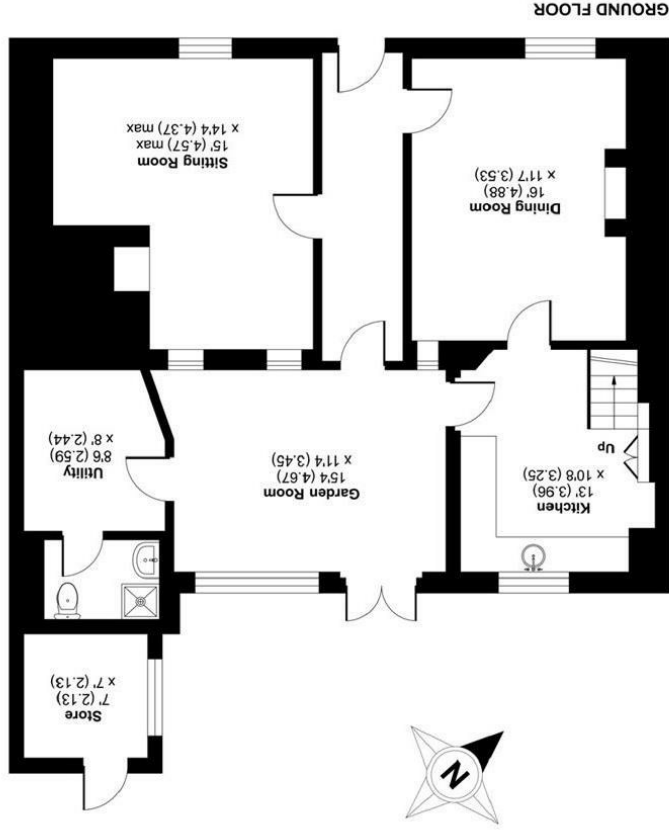 N
Store
7' (2.13)
x 7' (2.13)
Kitchen
13' (3.96)
x 10'8 (3.25)
Up
Garden Room
15'4 (4.67)
x 11'4 (3.45)
Utility
8'6 (2.59)
x 8' (2.44)
Dining Room
16' (4.88)
x 11'7 (3.53)
Sitting Room
15' (4.57) max
x 14'4 (4.37) max
GROUND FLOOR